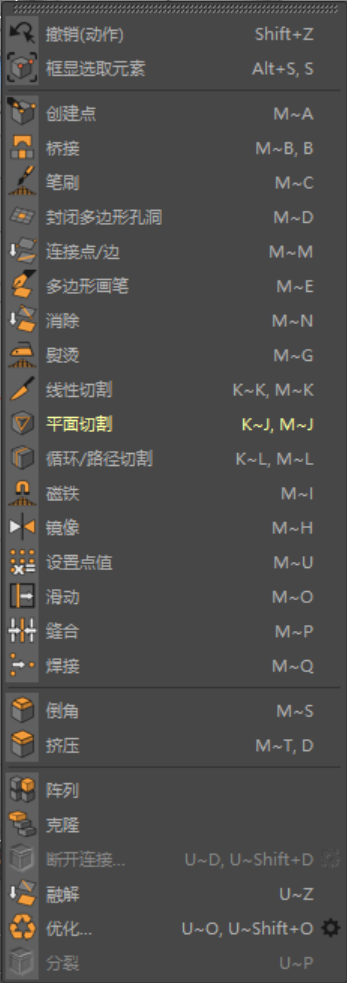 撤销(动作) Shift+Z
框显选取元素 Alt+S, S
创建点 M~A
桥接 M~B, B
笔刷 M~C
封闭多边形孔洞 M~D
连接点/边 M~M
多边形画笔 M~E
消除 M~N
熨烫 M~G
线性切割 K~K, M~K
平面切割 K~J, M~J
循环/路径切割 K~L, M~L
磁铁 M~I
镜像 M~H
设置点值 M~U
滑动 M~O
缝合 M~P
焊接 M~Q
倒角 M~S
挤压 M~T, D
阵列
克隆
断开连接... U~D, U~Shift+D
融解 U~Z
优化... U~O, U~Shift+O
分裂 U~P